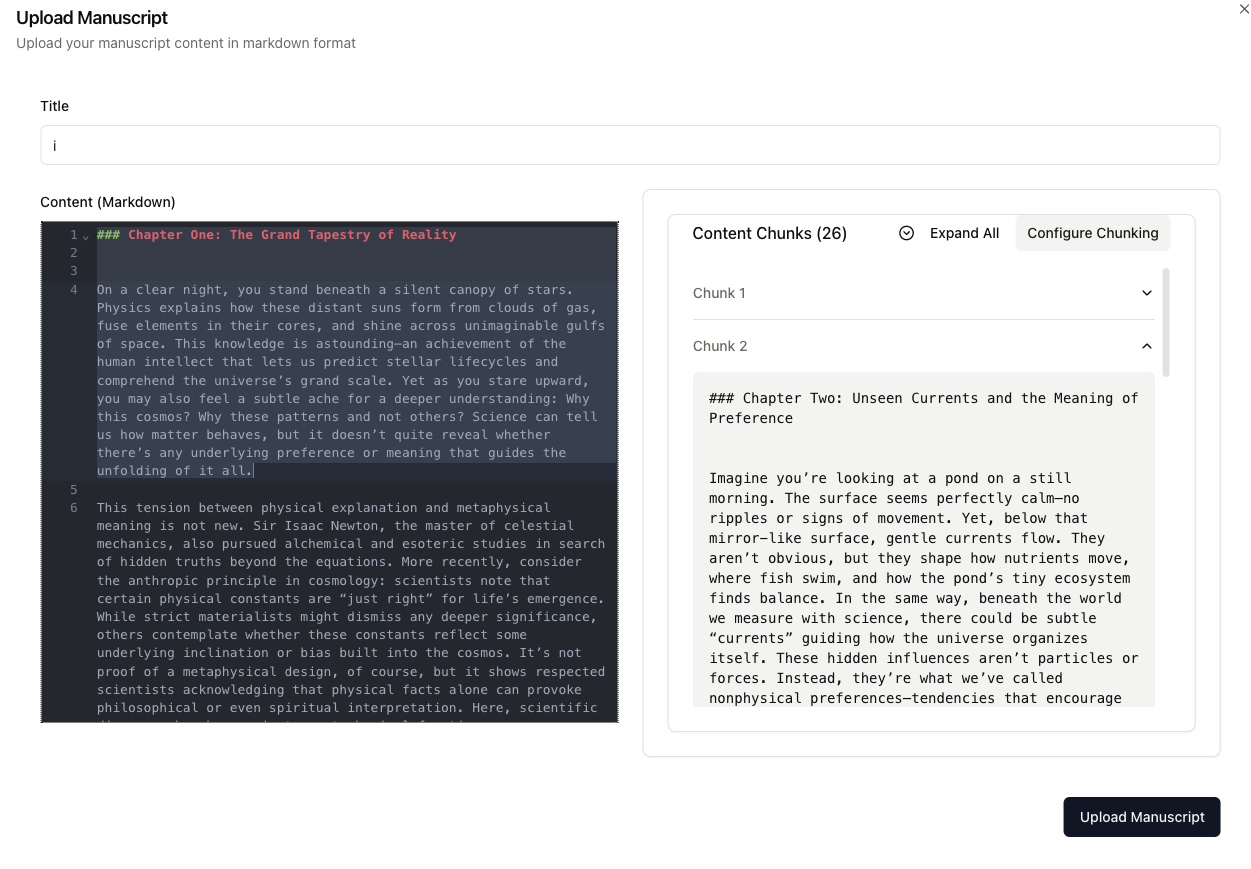 Upload Manuscript
Upload your manuscript content in markdown format
Title
i
Content (Markdown)
1
### Chapter One: The Grand Tapestry of Reality
2
3
4
On a clear night, you stand beneath a silent canopy of stars.
Physics explains how these distant suns form from clouds of gas,
fuse elements in their cores, and shine across unimaginable gulfs
of space. This knowledge is astounding—an achievement of the
human intellect that lets us predict stellar lifecycles and
comprehend the universe’s grand scale. Yet as you stare upward,
you may also feel a subtle ache for a deeper understanding: Why
this cosmos? Why these patterns and not others? Science can tell
us how matter behaves, but it doesn’t quite reveal whether
there’s any underlying preference or meaning that guides the
unfolding of it all.
5
6
This tension between physical explanation and metaphysical
meaning is not new. Sir Isaac Newton, the master of celestial
mechanics, also pursued alchemical and esoteric studies in search
of hidden truths beyond the equations. More recently, consider
the anthropic principle in cosmology: scientists note that
certain physical constants are “just right” for life’s emergence.
While strict materialists might dismiss any deeper significance,
others contemplate whether these constants reflect some
underlying inclination or bias built into the cosmos. It’s not
proof of a metaphysical design, of course, but it shows respected
scientists acknowledging that physical facts alone can provoke
philosophical or even spiritual interpretation. Here, scientific
Content Chunks (26)
Expand All
Configure Chunking
Chunk 1
Chunk 2
### Chapter Two: Unseen Currents and the Meaning of
Preference
Imagine you’re looking at a pond on a still
morning. The surface seems perfectly calm—no
ripples or signs of movement. Yet, below that
mirror-like surface, gentle currents flow. They
aren’t obvious, but they shape how nutrients move,
where fish swim, and how the pond’s tiny ecosystem
finds balance. In the same way, beneath the world
we measure with science, there could be subtle
“currents” guiding how the universe organizes
itself. These hidden influences aren’t particles or
forces. Instead, they’re what we’ve called
nonphysical preferences—tendencies that encourage
Upload Manuscript